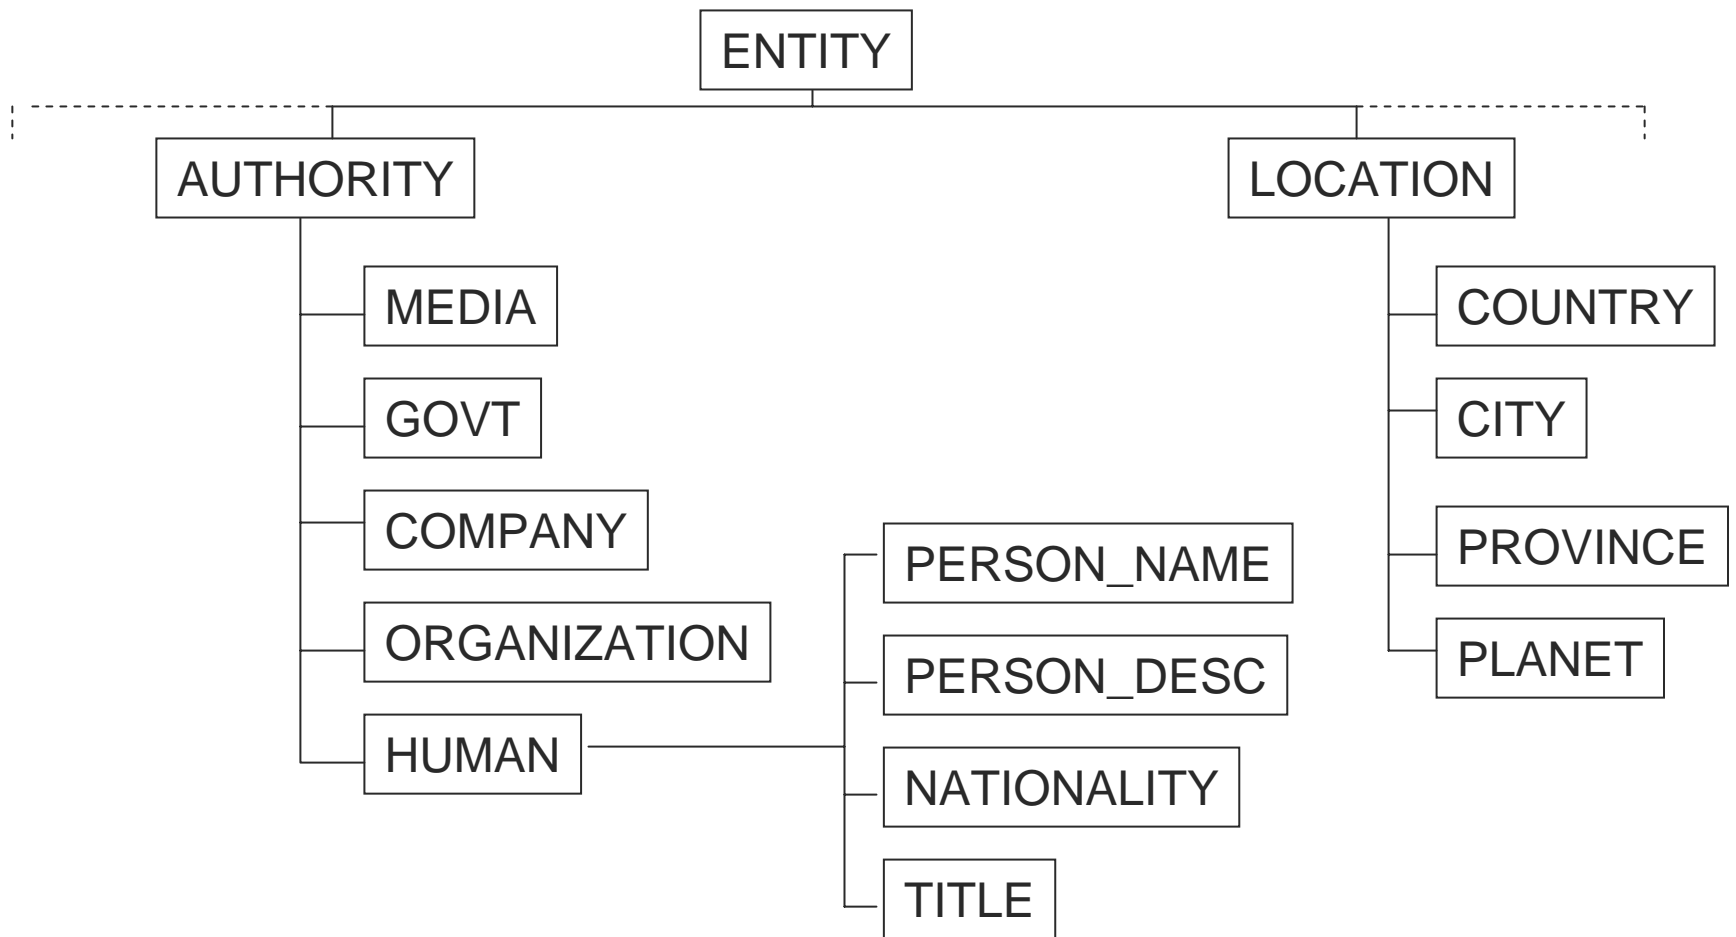 ENTITY
AUTHORITY
LOCATION
MEDIA
GOVT
COMPANY
ORGANIZATION
HUMAN
PERSON_NAME
PERSON_DESC
NATIONALITY
TITLE
COUNTRY
CITY
PROVINCE
PLANET